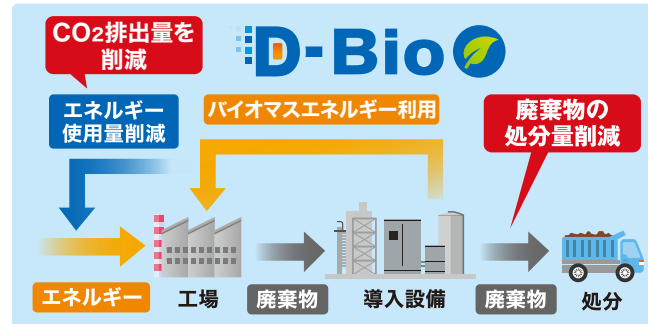 CO2排出量を
削減
D-Bio
エネルギー
使用量削減
バイオマスエネルギー利用
廃棄物の
処分量削減
エネルギー
工場
廃棄物
導入設備
廃棄物
処分